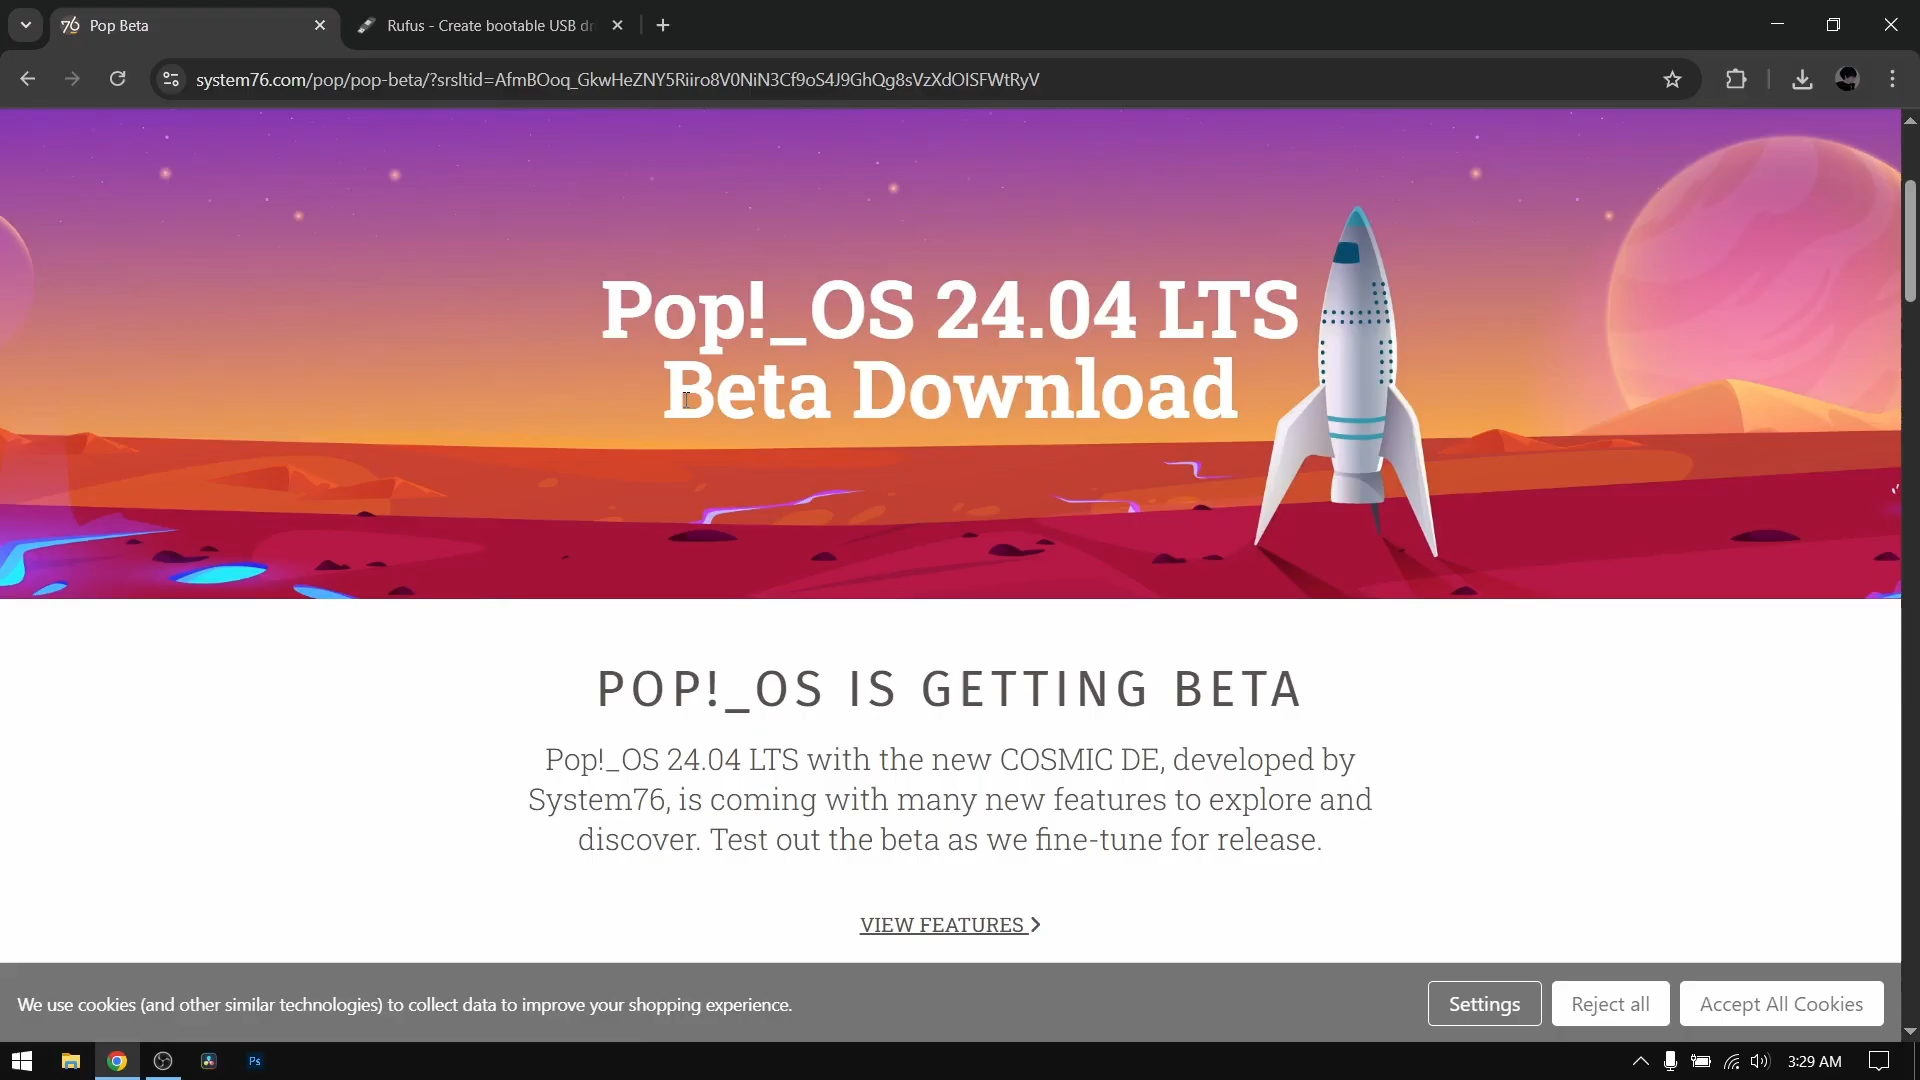 Pop Beta
Rufus - Create bootable USB dri
system76.com/pop/pop-beta/?srsltid=AfmBOoq_GkwHeZNY5Riiro8V0NiN3Cf9oS4J9GhQg8sVzXdOISFWtRyV
Pop!_OS 24.04 LTS
Beta Download
POP!_OS IS GETTING BETA
Pop!_OS 24.04 LTS with the new COSMIC DE, developed by
System76, is coming with many new features to explore and
discover. Test out the beta as we fine-tune for release.
VIEW FEATURES
We use cookies (and other similar technologies) to collect data to improve your shopping experience.
Settings
Reject all
Accept All Cookies
Ps
3:29 AM